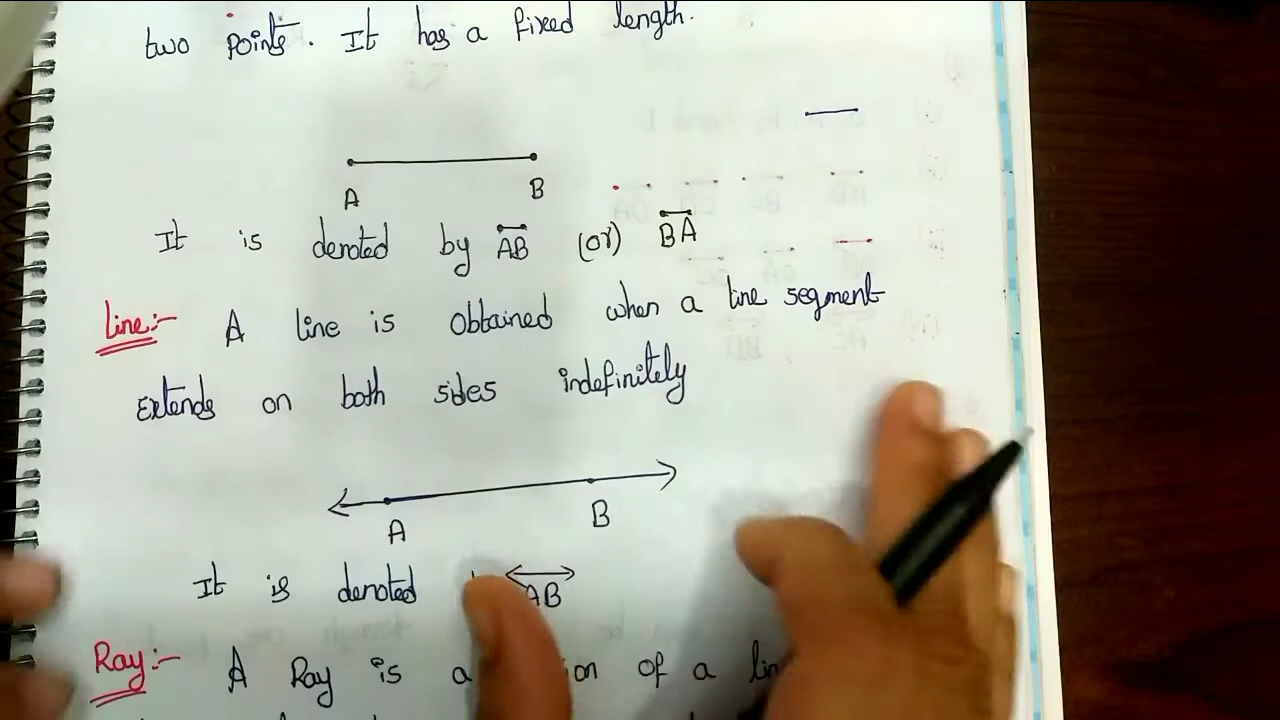 two points. It has a fixed length.
A B
It is denoted by AB (or) BA
Line:- A line is obtained when a line segment
Extends on both sides indefinitely
A B
It is denoted AB
Ray:- A Ray is a of a